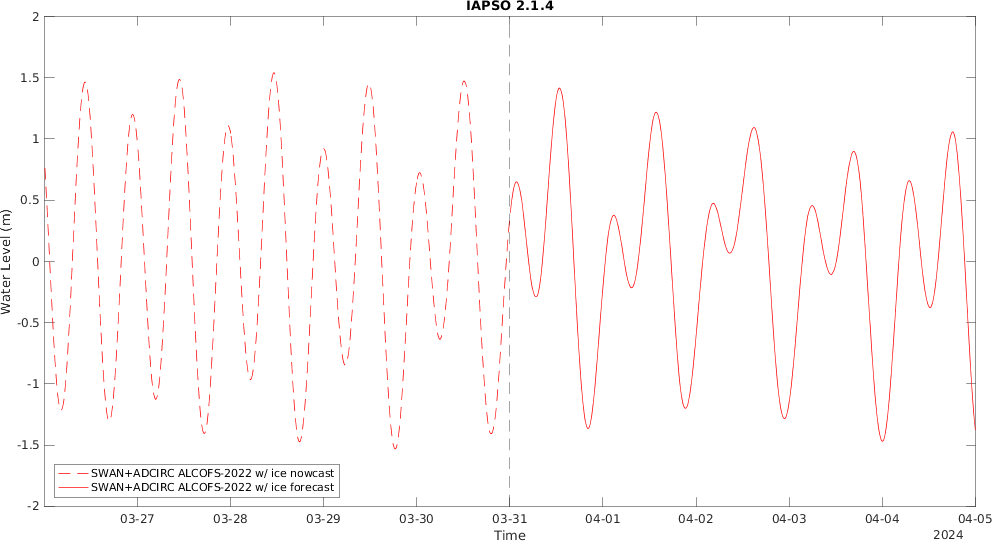 IAPSO 2.1.4
2
1.5
1
0.5
0
-0.5
-1
-1.5
-2
Water Level (m)
SWAN+ADCIRC ALCOFS-2022 w/ ice nowcast
SWAN+ADCIRC ALCOFS-2022 w/ ice forecast
03-27 03-28 03-29 03-30 03-31 04-01 04-02 04-03 04-04 04-05
Time
2024